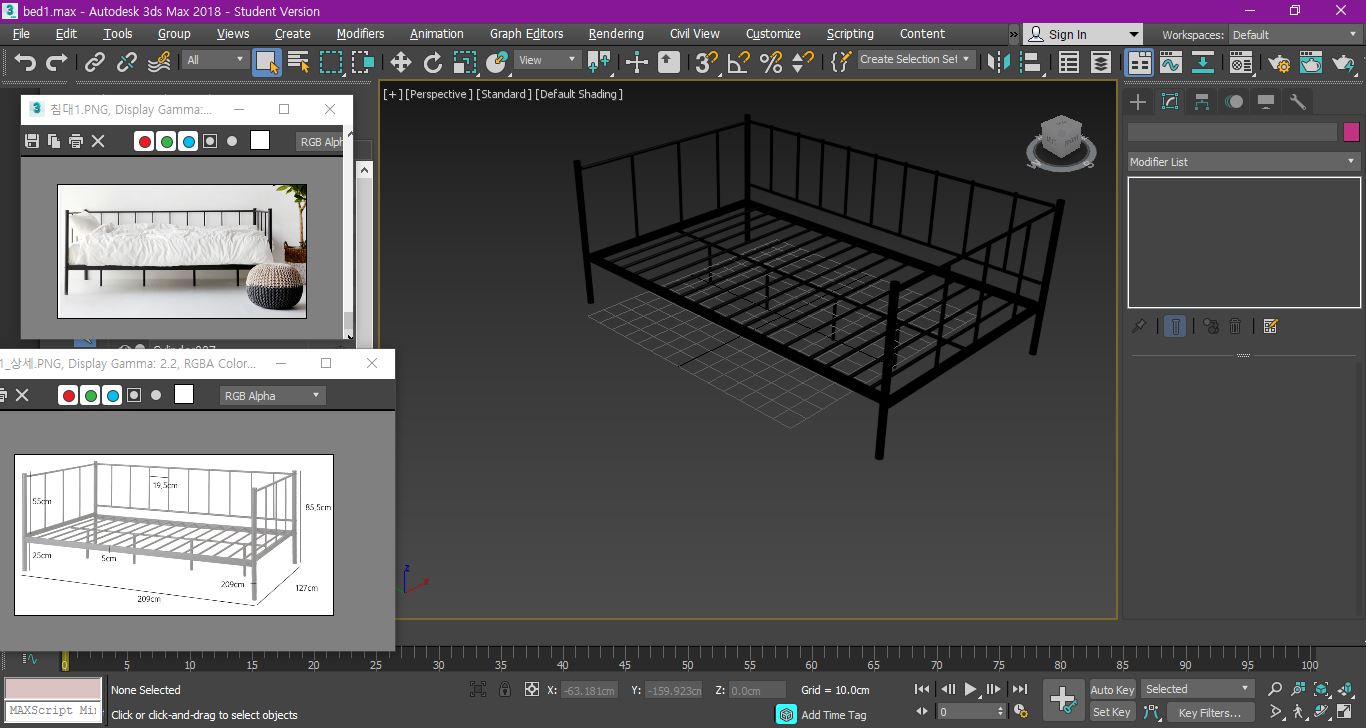 bed1.max - Autodesk 3ds Max 2018 - Student Version
File Edit Tools Group Views Create Modifiers Animation Graph Editors Rendering Civil View Customize Scripting Content » Sign In Workspaces: Default
All View Create Selection Set
침대1.PNG, Display Gamma:...
RGB Alph
1_상세.PNG, Display Gamma: 2.2, RGBA Color...
RGB Alpha
55cm
19,5cm
85,5cm
25cm
5cm
209cm
127cm
209cm
[+] [Perspective ] [Standard ] [Default Shading ]
z
x
Modifier List
0 5 10 15 20 25 30 35 40 45 50 55 60 65 70 75 80 85 90 95 100
None Selected
X: -63.181cm Y: -159.923cm Z: 0.0cm Grid = 10.0cm
Auto Key Selected
MAXScript Mi
Click or click-and-drag to select objects
Add Time Tag
0
Set Key Key Filters...